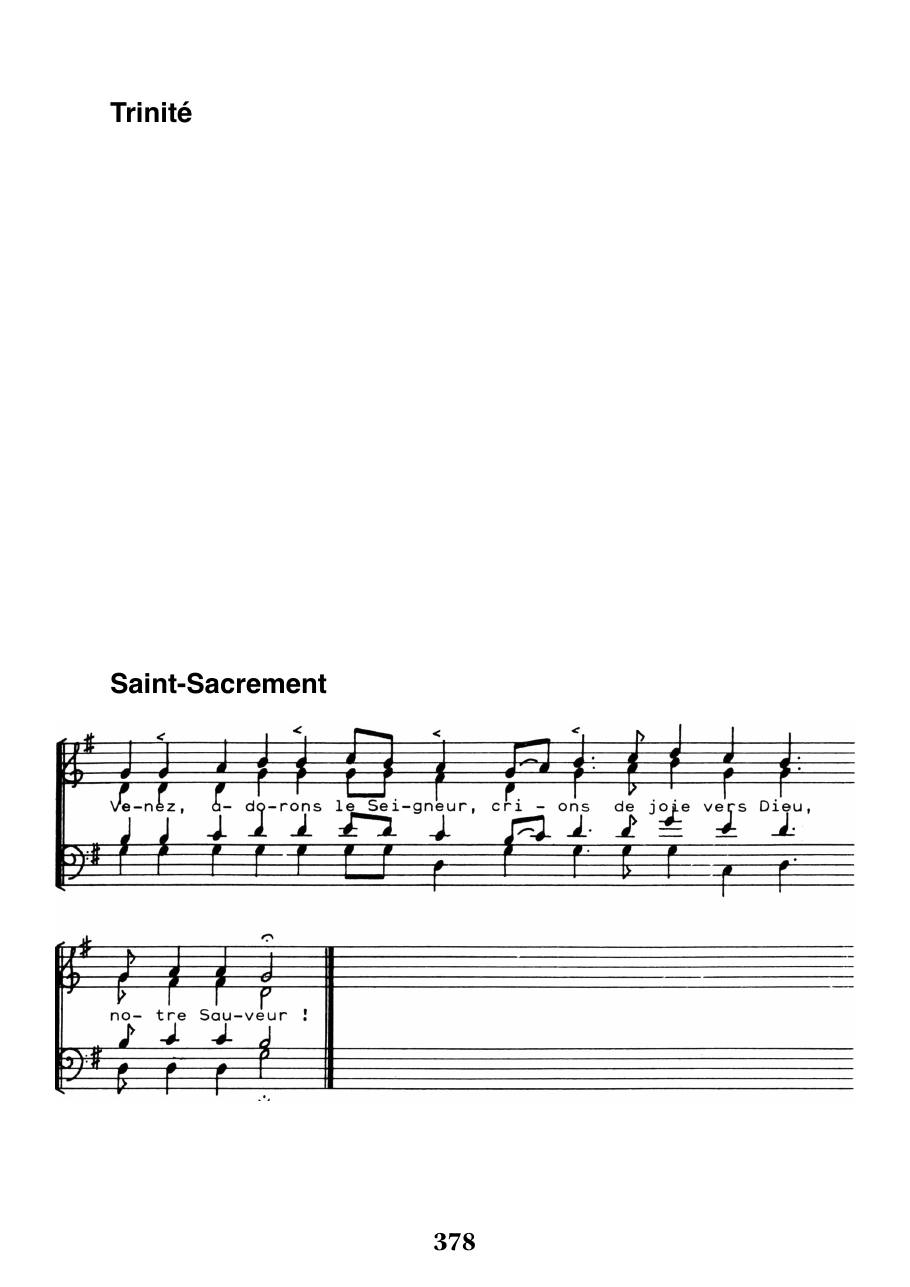 Trinité
Saint-Sacrement
Ve-nez, a- do-rons le Sei-gneur, cri - ons de joie vers Dieu,
no- tre Sau-veur !
378